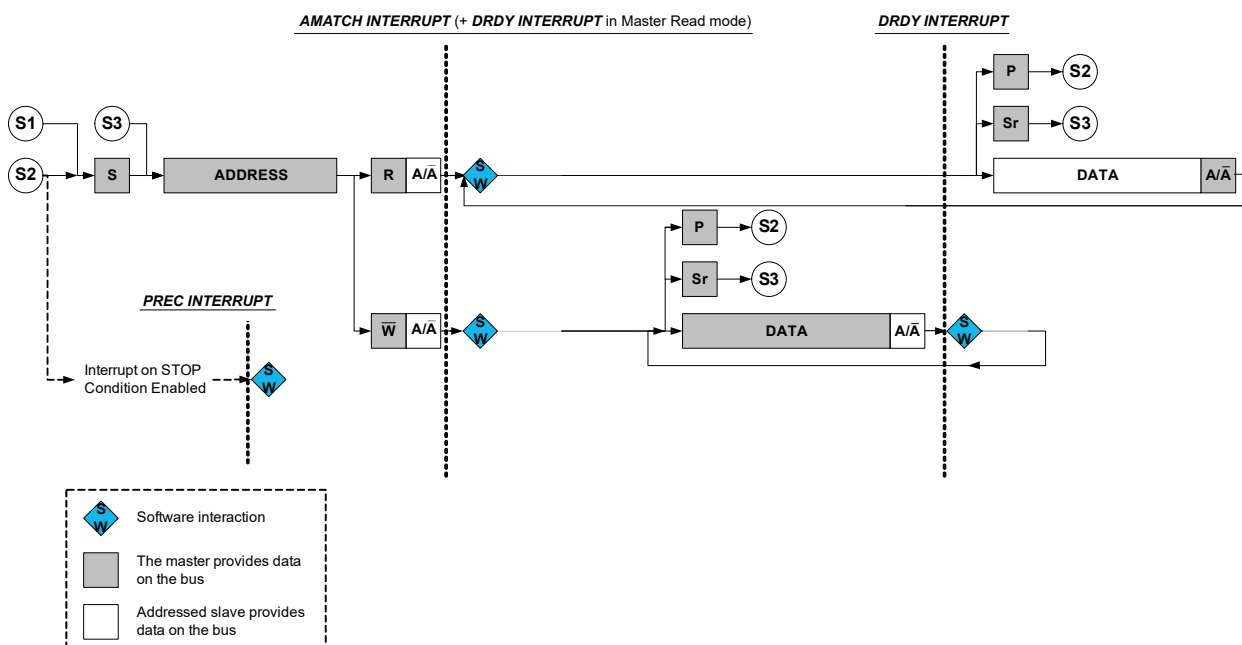 AMATCH INTERRUPT (+ DRDY INTERRUPT in Master Read mode)
DRDY INTERRUPT
P
S2
S1
S3
Sr
S3
S2
S
ADDRESS
R
A/A̅
S
W
DATA
A/A̅
P
S2
Sr
S3
PREC INTERRUPT
W̅
A/A̅
S
W
DATA
A/A̅
S
W
Interrupt on STOP
Condition Enabled
S
W
S
W
Software interaction
The master provides data
on the bus
Addressed slave provides
data on the bus